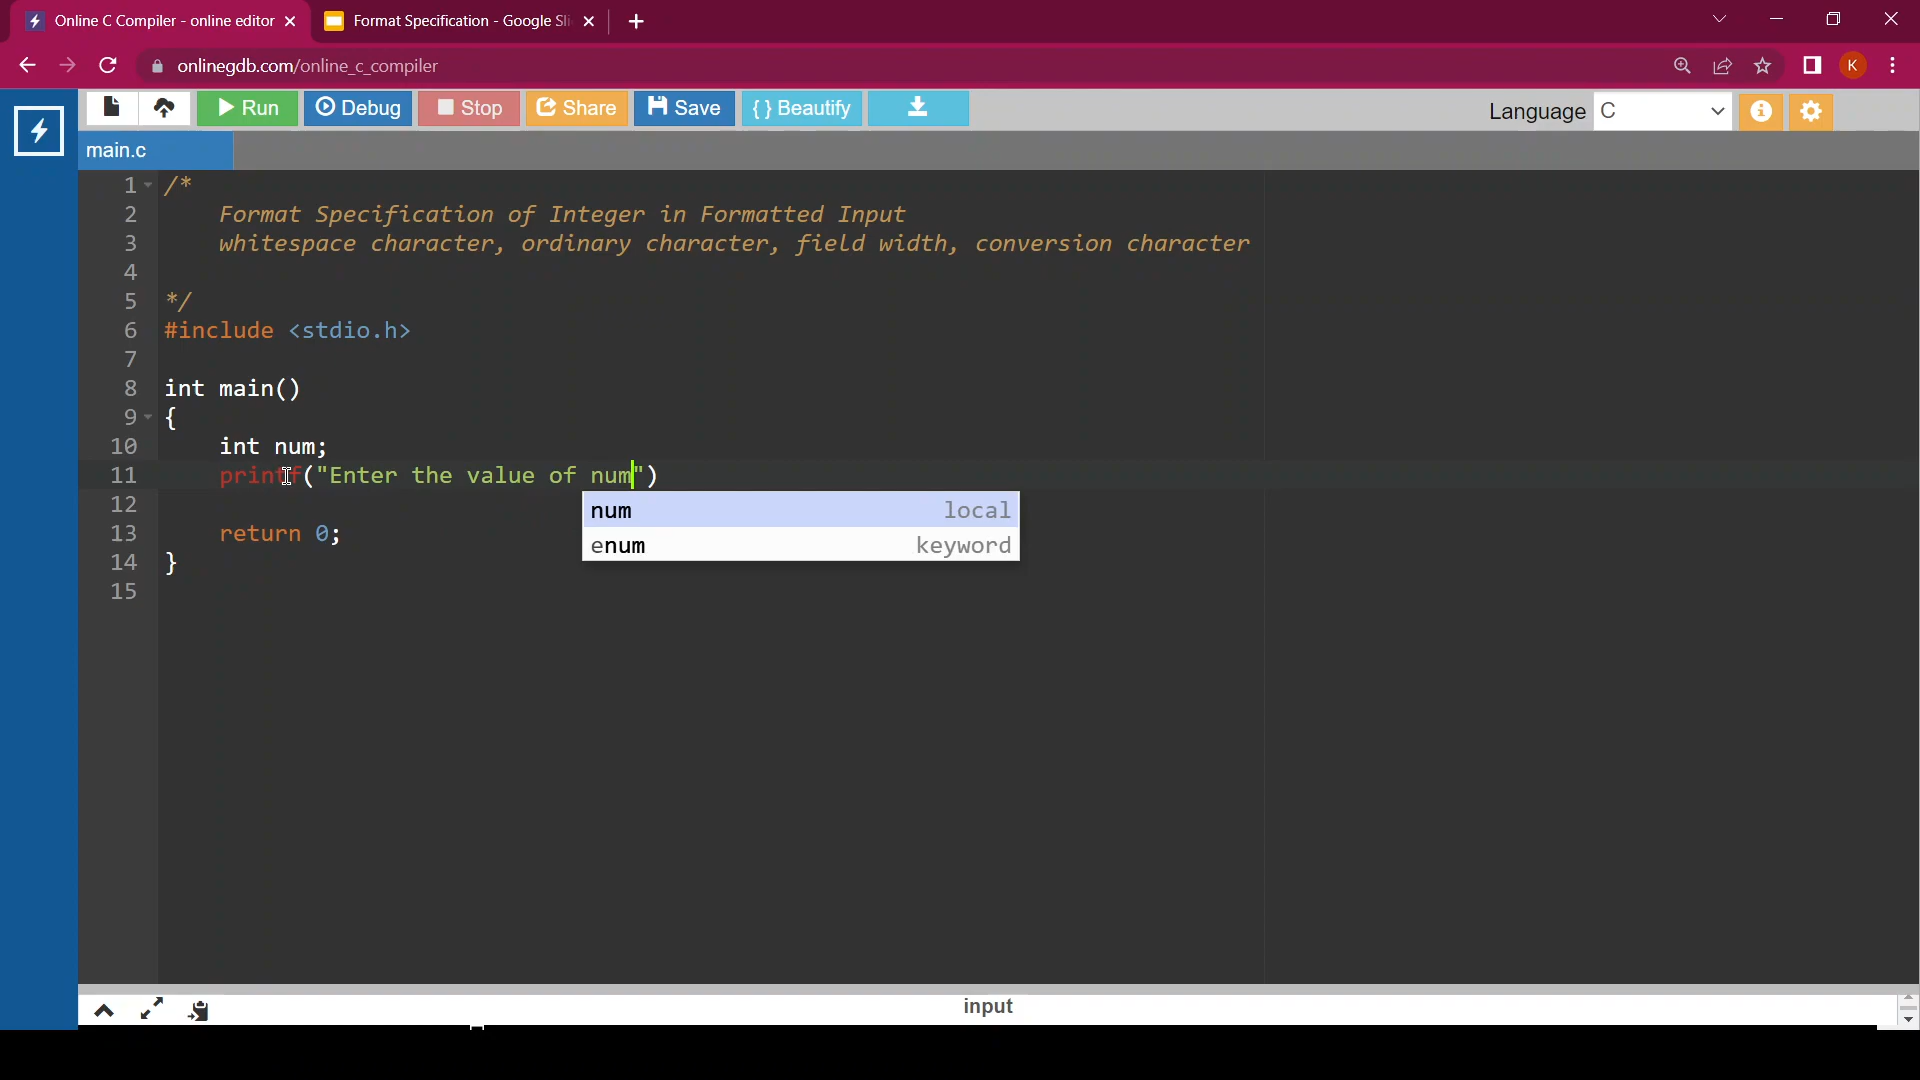 Online C Compiler - online editor
Format Specification - Google Sli
onlinegdb.com/online_c_compiler
K
Run
Debug
Stop
Share
Save
{ } Beautify
Language
C
main.c
1 /*
2 Format Specification of Integer in Formatted Input
3 whitespace character, ordinary character, field width, conversion character
4
5 */
6 #include <stdio.h>
7
8 int main()
9 {
10 int num;
11 printf("Enter the value of num")
12
num local
13 return 0;
enum keyword
14 }
15
input